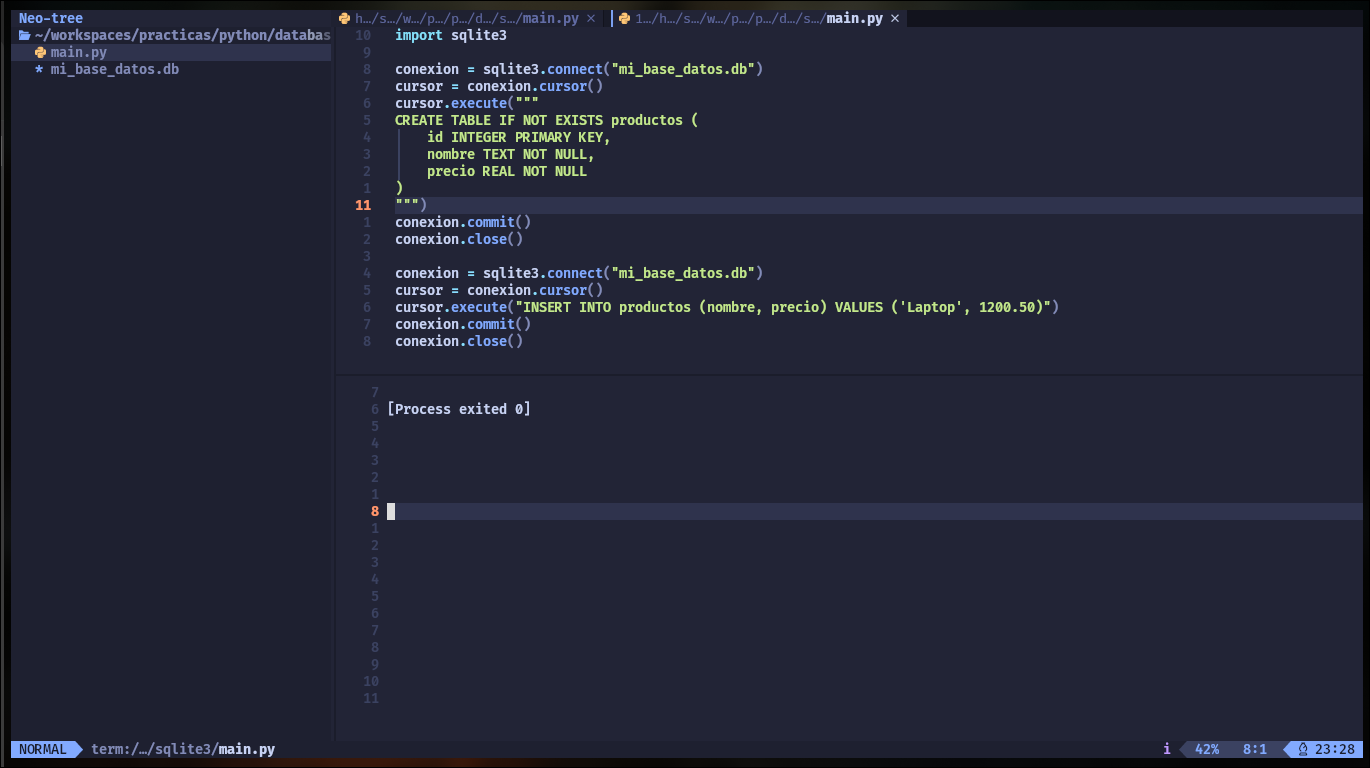 Neo-tree
~/workspaces/practicas/python/databas
main.py
* mi_base_datos.db
h…/s…/w…/p…/p…/d…/s…/main.py × 1…/h…/s…/w…/p…/p…/d…/s…/main.py ×
10 import sqlite3
9
8 conexion = sqlite3.connect("mi_base_datos.db")
7 cursor = conexion.cursor()
6 cursor.execute("""
5 CREATE TABLE IF NOT EXISTS productos (
4 id INTEGER PRIMARY KEY,
3 nombre TEXT NOT NULL,
2 precio REAL NOT NULL
1 )
11 """)
1 conexion.commit()
2 conexion.close()
3
4 conexion = sqlite3.connect("mi_base_datos.db")
5 cursor = conexion.cursor()
6 cursor.execute("INSERT INTO productos (nombre, precio) VALUES ('Laptop', 1200.50)")
7 conexion.commit()
8 conexion.close()
7
6 [Process exited 0]
5
4
3
2
1
8
1
2
3
4
5
6
7
8
9
10
11
NORMAL term:/…/sqlite3/main.py i 42% 8:1 23:28